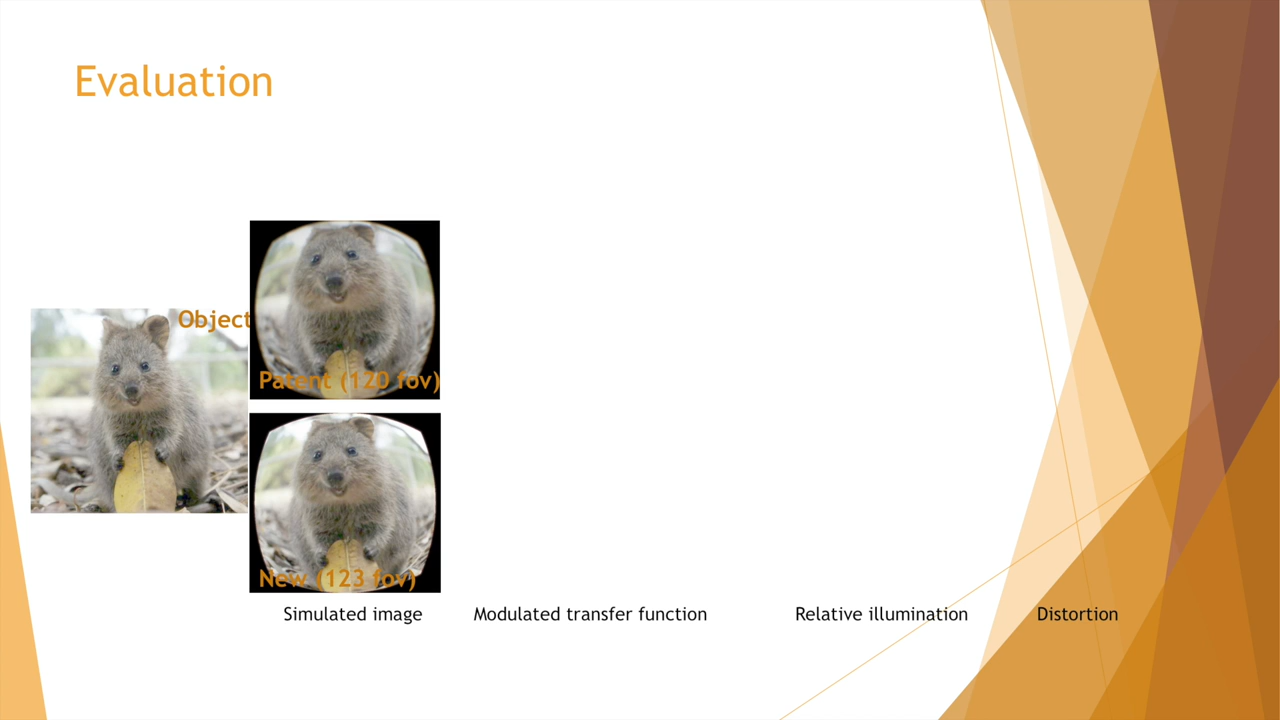 Evaluation
Object
Patent (120 fov)
New (123 fov)
Simulated image
Modulated transfer function
Relative illumination
Distortion